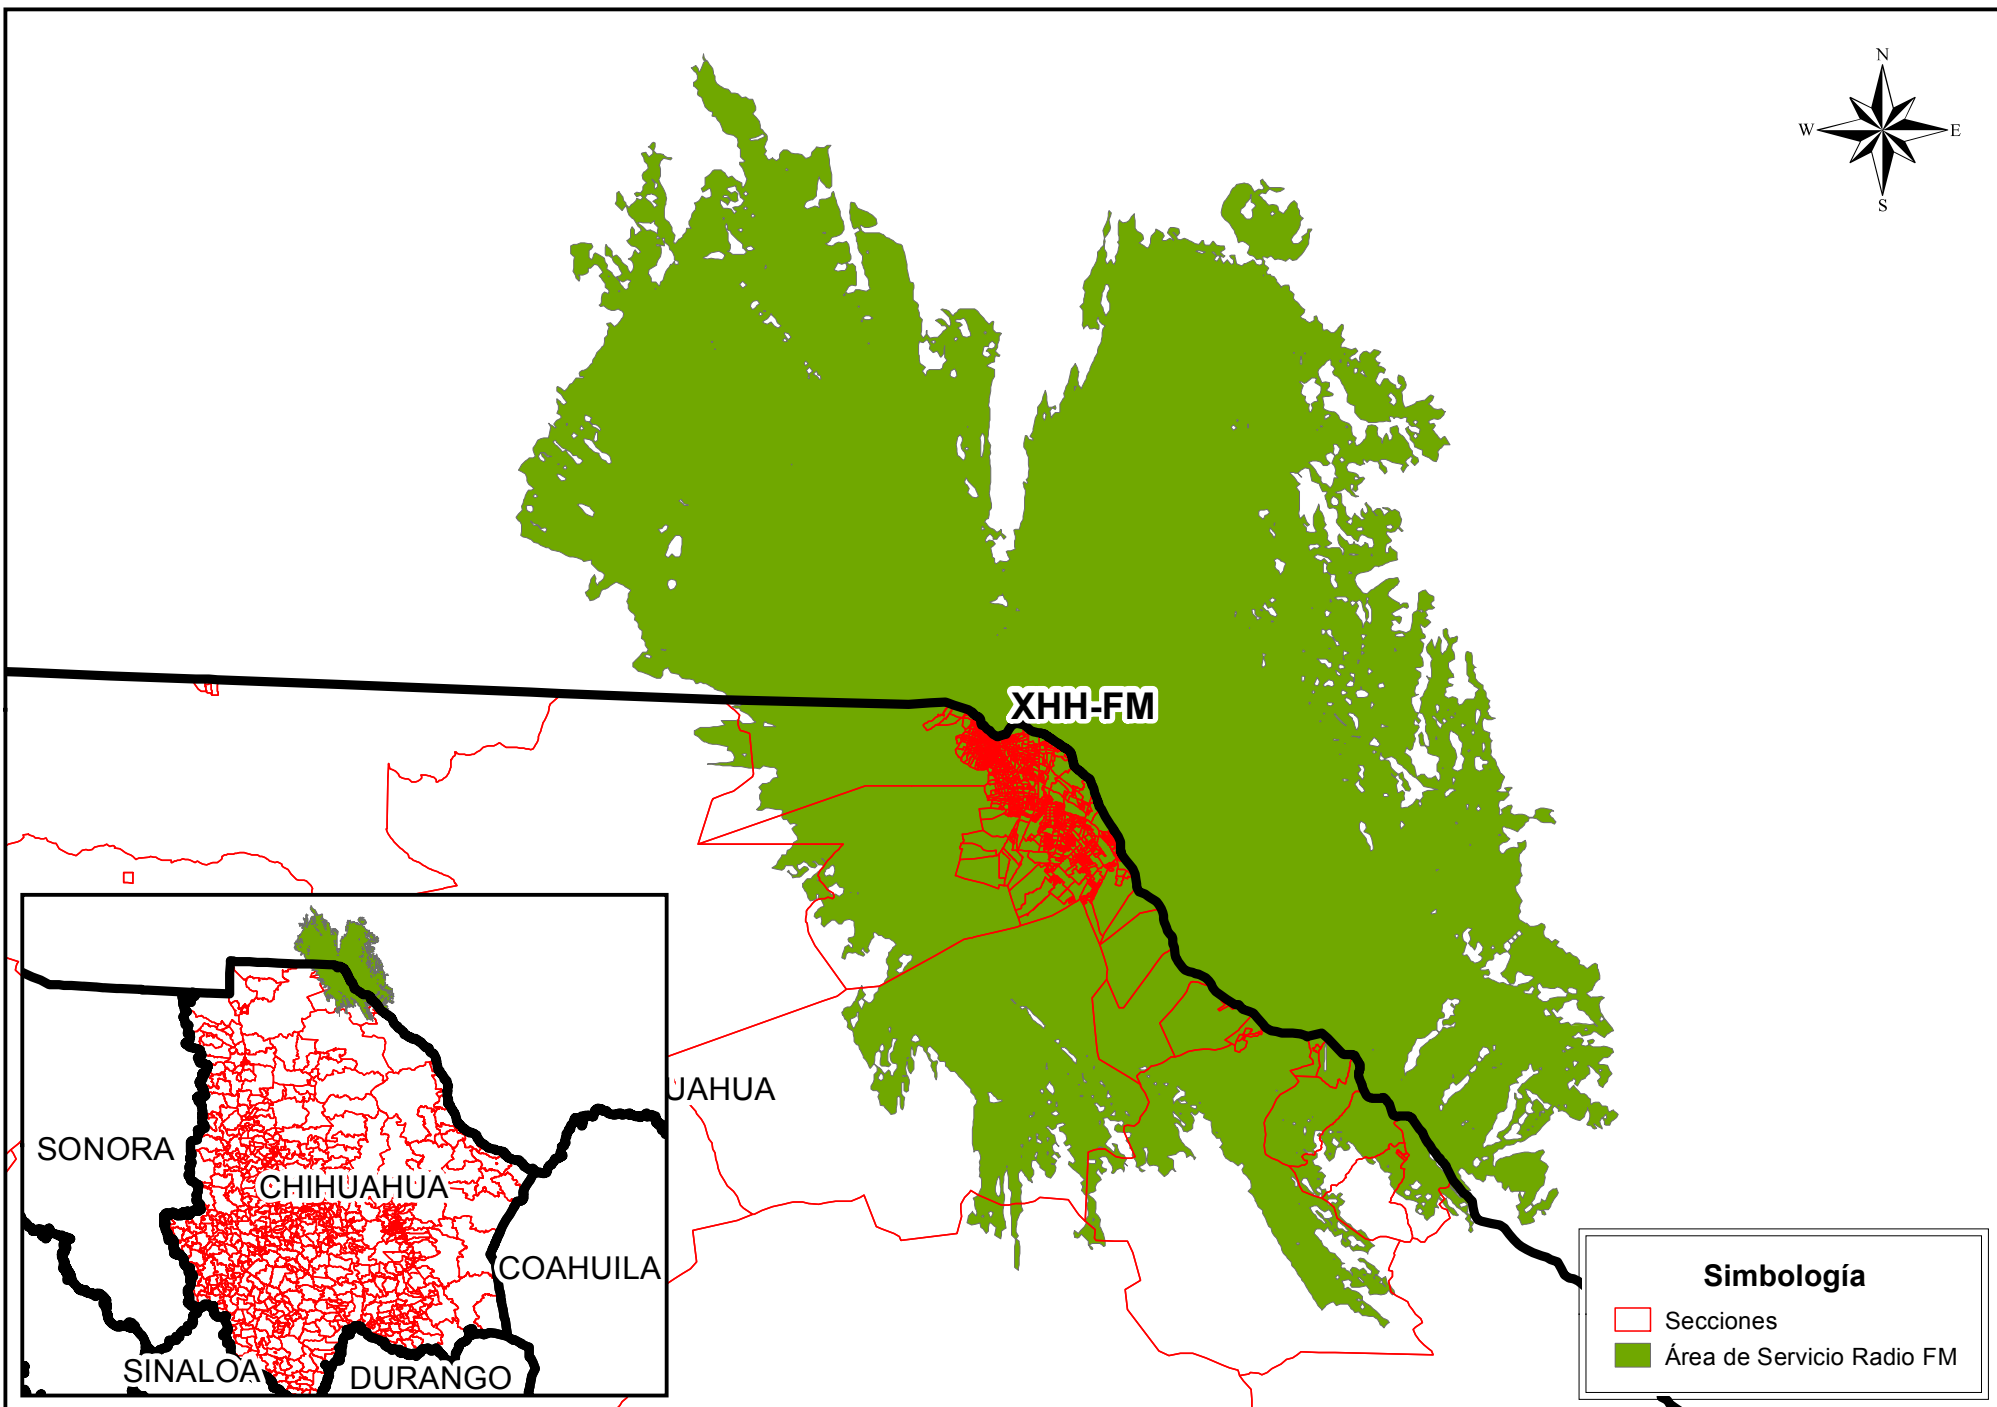 N
W E
S
XHH-FM
UAHUA
SONORA
CHIHUAHUA
COAHUILA
SINALOA
DURANGO
Simbología
Secciones
Área de Servicio Radio FM